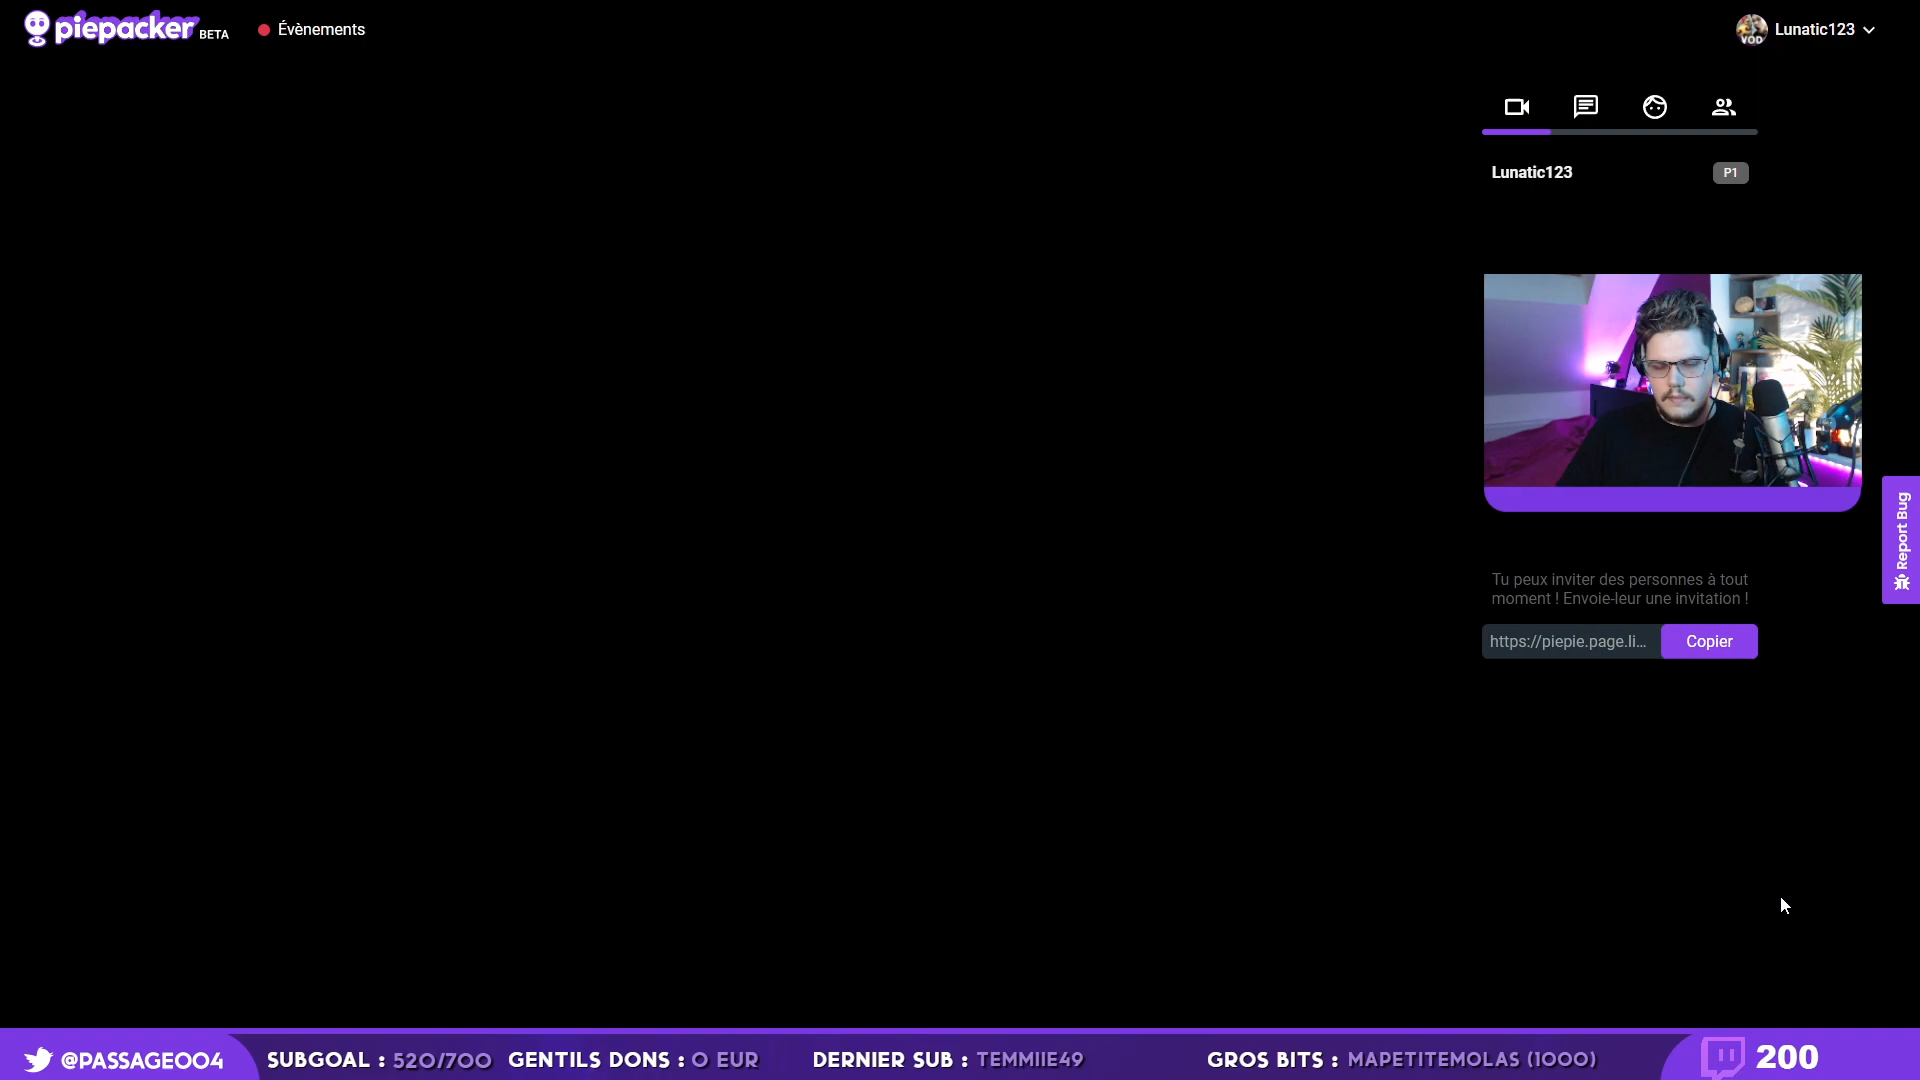 piepacker BETA
Évènements
VOD
Lunatic123
Lunatic123
P1
Report Bug
Tu peux inviter des personnes à tout
moment ! Envoie-leur une invitation !
https://piepie.page.li...
Copier
@PASSAGE004
SUBGOAL : 520/700
GENTILS DONS : 0 EUR
DERNIER SUB : TEMMIIE49
GROS BITS : MAPETITEMOLAS (1000)
200